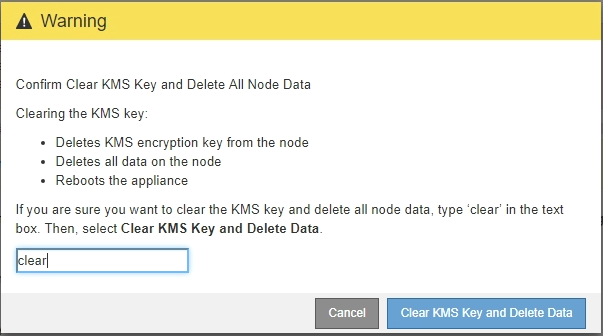 Warning
Confirm Clear KMS Key and Delete All Node Data
Clearing the KMS key:
• Deletes KMS encryption key from the node
• Deletes all data on the node
• Reboots the appliance
If you are sure you want to clear the KMS key and delete all node data, type ‘clear’ in the text
box. Then, select Clear KMS Key and Delete Data.
clear
Cancel
Clear KMS Key and Delete Data